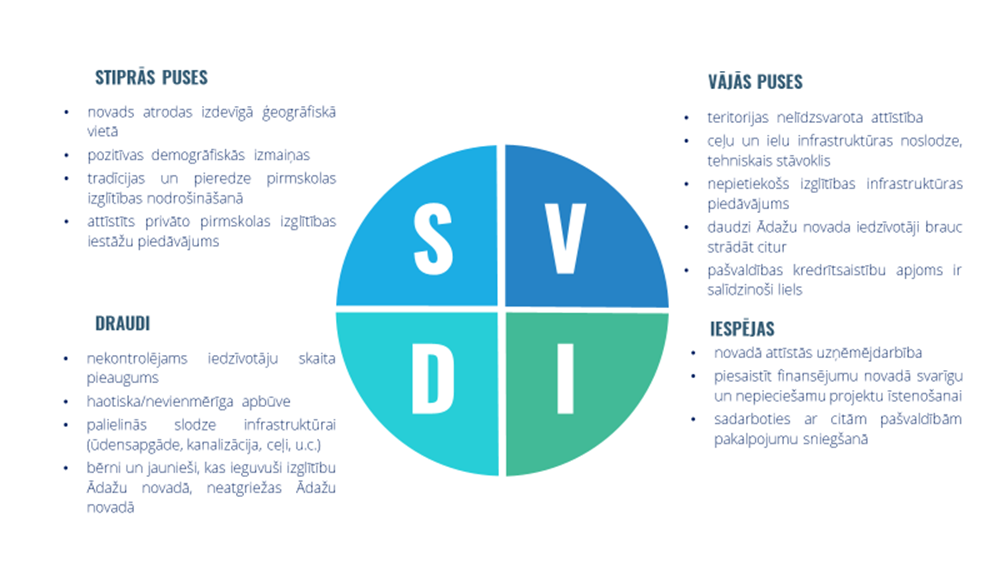 STIPRĀS PUSES
• novads atrodas izdevīgā ģeogrāfiskā
vietā
• pozitīvas demogrāfiskās izmaiņas
• tradīcijas un pieredze pirmskolas
izglītības nodrošināšanā
• attīstīts privāto pirmskolas izglītības
iestāžu piedāvājums
VĀJĀS PUSES
• teritorijas nelīdzsvarota attīstība
• ceļu un ielu infrastruktūras noslodze,
tehniskais stāvoklis
• nepietiekošs izglītības infrastruktūras
piedāvājums
• daudzi Ādažu novada iedzīvotāji brauc
strādāt citur
• pašvaldības kredītsaistību apjoms ir
salīdzinoši liels
S V
D I
DRAUDI
• nekontrolējams iedzīvotāju skaita
pieaugums
• haotiska/nevienmērīga apbūve
• palielinās slodze infrastruktūrai
(ūdensapgāde, kanalizācija, ceļi, u.c.)
• bērni un jaunieši, kas ieguvuši izglītību
Ādažu novadā, neatgriežas Ādažu
novadā
IESPĒJAS
• novadā attīstās uzņēmējdarbība
• piesaistīt finansējumu novadā svarīgu
un nepieciešamu projektu īstenošanai
• sadarboties ar citām pašvaldībām
pakalpojumu sniegšanā